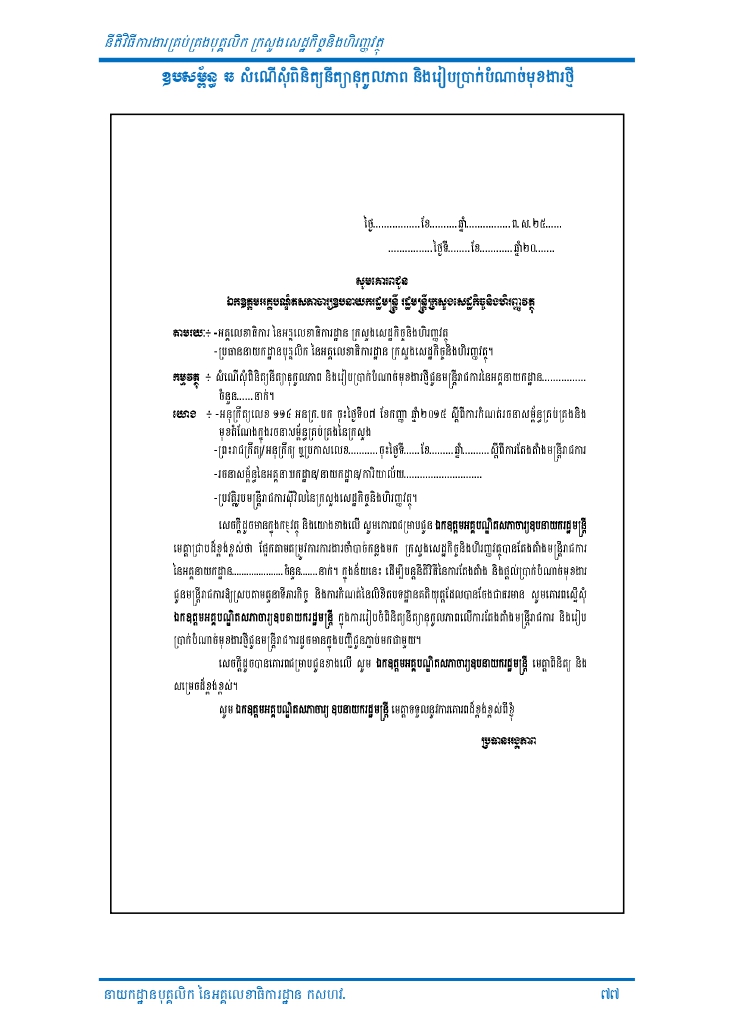 នីតិវិធីការងារគ្រប់គ្រងបុគ្គលិក ក្រសួងសេដ្ឋកិច្ចនិងហិរញ្ញវត្ថុ
ឧបសម្ព័ន្ធ ឆ សំណើសុំពិនិត្យនីត្យានុកូលភាព និងរៀបប្រាក់បំណាច់មុខងារថ្មី
ថ្ងៃ................ខែ..........ឆ្នាំ................ព.ស.២៥......
................ថ្ងៃទី........ខែ............ឆ្នាំ២០.......
សូមគោរពជូន
ឯកឧត្តមអគ្គបណ្ឌិតសភាចារ្យឧបនាយករដ្ឋមន្ត្រី រដ្ឋមន្ត្រីក្រសួងសេដ្ឋកិច្ចនិងហិរញ្ញវត្ថុ
តាមរយៈ ÷ -អគ្គលេខាធិការ នៃអគ្គលេខាធិការដ្ឋាន ក្រសួងសេដ្ឋកិច្ចនិងហិរញ្ញវត្ថុ
-ប្រធាននាយកដ្ឋានបុគ្គលិក នៃអគ្គលេខាធិការដ្ឋាន ក្រសួងសេដ្ឋកិច្ចនិងហិរញ្ញវត្ថុ។
កម្មវត្ថុ ÷ សំណើសុំពិនិត្យនីត្យានុកូលភាព និងរៀបប្រាក់បំណាច់មុខងារថ្មីជូនមន្ត្រីរាជការនៃអគ្គនាយកដ្ឋាន................
ចំនួន......នាក់។
យោង ÷ -អនុក្រឹត្យលេខ ១១៤ អនក្រ.បក ចុះថ្ងៃទី០៧ ខែកញ្ញា ឆ្នាំ២០១៥ ស្តីពីការកំណត់រចនាសម្ព័ន្ធគ្រប់គ្រងនិង
មុខតំណែងក្នុងរចនាសម្ព័ន្ធគ្រប់គ្រងនៃក្រសួង
-ព្រះរាជក្រឹត្យ/អនុក្រឹត្យ ឬប្រកាសលេខ...........ចុះថ្ងៃទី......ខែ.........ឆ្នាំ..........ស្តីពីការតែងតាំងមន្ត្រីរាជការ
-រចនាសម្ព័ន្ធនៃអគ្គនាយកដ្ឋាន/នាយកដ្ឋាន/ការិយាល័យ............................
-ប្រវត្តិរូបមន្ត្រីរាជការស៊ីវិលនៃក្រសួងសេដ្ឋកិច្ចនិងហិរញ្ញវត្ថុ។
សេចក្តីដូចមានក្នុងកម្មវត្ថុ និងយោងខាងលើ សូមគោរពជម្រាបជូន ឯកឧត្តមអគ្គបណ្ឌិតសភាចារ្យឧបនាយករដ្ឋមន្ត្រី
មេត្តាជ្រាបដ៏ខ្ពង់ខ្ពស់ថា ផ្អែកតាមតម្រូវការការងារចាំបាច់កន្លងមក ក្រសួងសេដ្ឋកិច្ចនិងហិរញ្ញវត្ថុបានតែងតាំងមន្ត្រីរាជការ
នៃអគ្គនាយកដ្ឋាន..................ចំនួន......នាក់។ ក្នុងន័យនេះ ដើម្បីបន្តនីតិវិធីនៃការតែងតាំង និងផ្តល់ប្រាក់បំណាច់មុខងារ
ជូនមន្ត្រីរាជការឱ្យស្របតាមតួនាទីភារកិច្ច និងការកំណត់នៃលិខិតបទដ្ឋានគតិយុត្តដែលបានចែងជាធរមាន សូមគោរពស្នើសុំ
ឯកឧត្តមអគ្គបណ្ឌិតសភាចារ្យឧបនាយករដ្ឋមន្ត្រី ក្នុងការរៀបចំពិនិត្យនីត្យានុកូលភាពលើការតែងតាំងមន្ត្រីរាជការ និងរៀប
ប្រាក់បំណាច់មុខងារថ្មីជូនមន្ត្រីរាជការដូចមានក្នុងបញ្ជីជូនភ្ជាប់មកជាមួយ។
សេចក្តីដូចបានគោរពជម្រាបជូនខាងលើ សូម ឯកឧត្តមអគ្គបណ្ឌិតសភាចារ្យឧបនាយករដ្ឋមន្ត្រី មេត្តាពិនិត្យ និង
សម្រេចដ៏ខ្ពង់ខ្ពស់។
សូម ឯកឧត្តមអគ្គបណ្ឌិតសភាចារ្យ ឧបនាយករដ្ឋមន្ត្រី មេត្តាទទួលនូវការគោរពដ៏ខ្ពង់ខ្ពស់ពីខ្ញុំ
ប្រធានអង្គភាព
នាយកដ្ឋានបុគ្គលិក នៃអគ្គលេខាធិការដ្ឋាន កសហវ.
៧៧